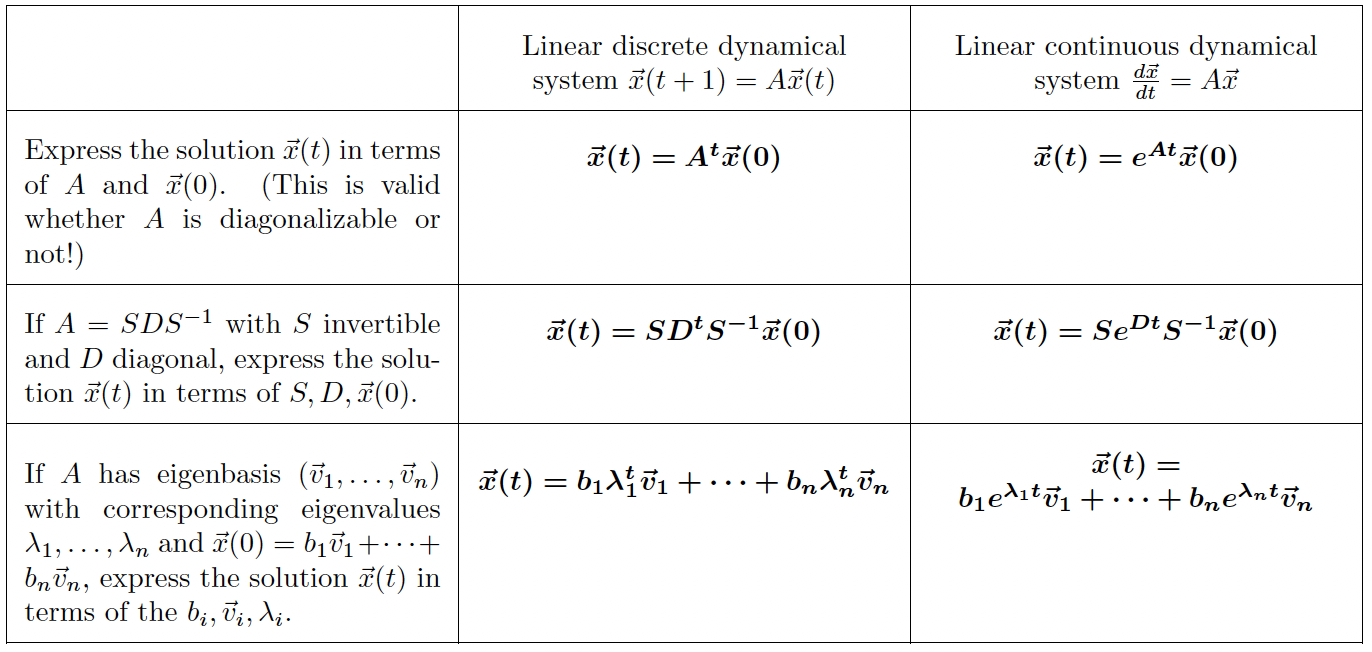 Linear discrete dynamical
system $\vec{x}(t+1) = A\vec{x}(t)$
Linear continuous dynamical
system $\frac{d\vec{x}}{dt} = A\vec{x}$
Express the solution $\vec{x}(t)$ in terms
of $A$ and $\vec{x}(0)$. (This is valid
whether $A$ is diagonalizable or
not!)
$\vec{x}(t) = A^t\vec{x}(0)$
$\vec{x}(t) = e^{At}\vec{x}(0)$
If $A = SDS^{-1}$ with $S$ invertible
and $D$ diagonal, express the solu-
tion $\vec{x}(t)$ in terms of $S, D, \vec{x}(0)$.
$\vec{x}(t) = SD^tS^{-1}\vec{x}(0)$
$\vec{x}(t) = Se^{Dt}S^{-1}\vec{x}(0)$
If $A$ has eigenbasis $(\vec{v}_1, \ldots, \vec{v}_n)$
with corresponding eigenvalues
$\lambda_1, \ldots, \lambda_n$ and $\vec{x}(0) = b_1\vec{v}_1 + \cdots +$
$b_n\vec{v}_n$, express the solution $\vec{x}(t)$ in
terms of the $b_i, \vec{v}_i, \lambda_i$.
$\vec{x}(t) = b_1\lambda_1^t\vec{v}_1 + \cdots + b_n\lambda_n^t\vec{v}_n$
$\vec{x}(t) =$
$b_1e^{\lambda_1 t}\vec{v}_1 + \cdots + b_ne^{\lambda_n t}\vec{v}_n$